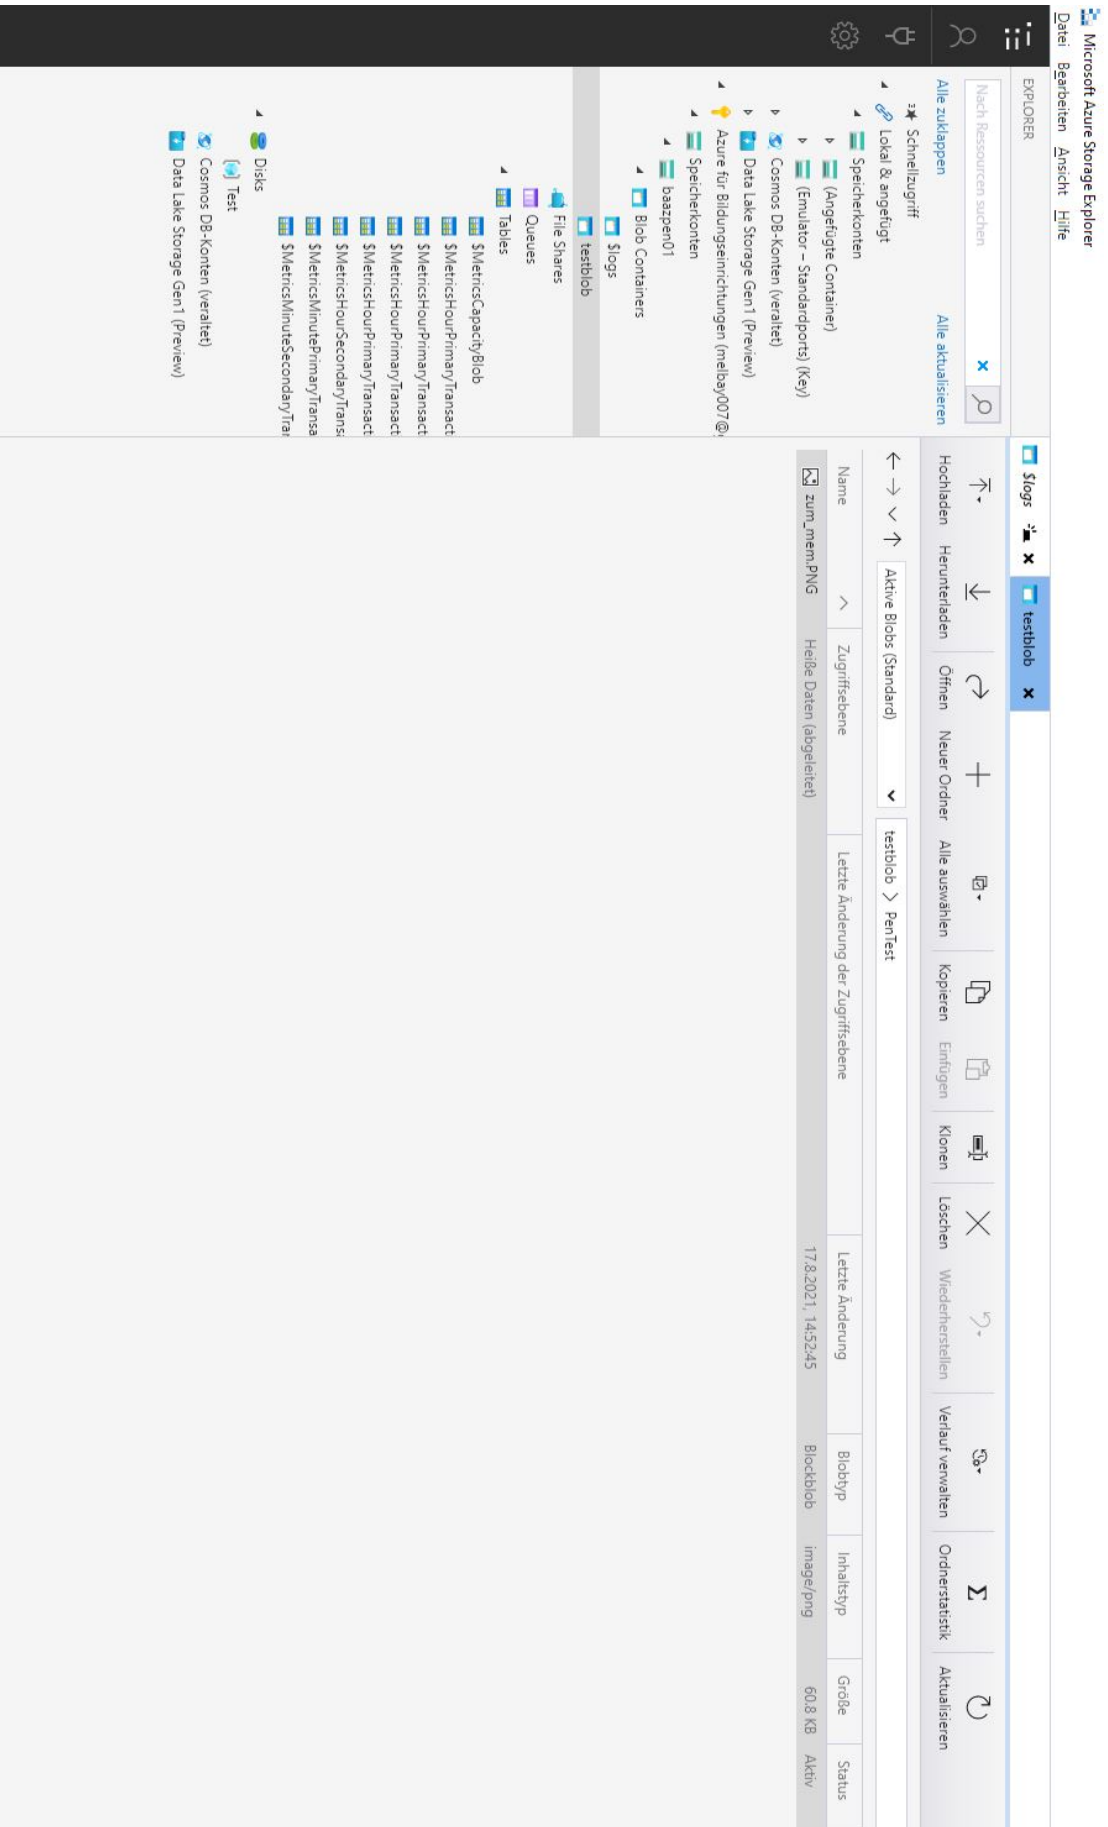 Microsoft Azure Storage Explorer
Datei Bearbeiten Ansicht Hilfe
EXPLORER
Nach Ressourcen suchen
Alle zuklappen Alle aktualisieren
Schnellzugriff
Lokal & angefügt
Speicherkonten
(Angefügte Container)
(Emulator – Standardports) (Key)
Cosmos DB-Konten (veraltet)
Data Lake Storage Gen1 (Preview)
Azure für Bildungseinrichtungen (melbay007@
Speicherkonten
baazpen01
Blob Containers
$logs
testblob
File Shares
Queues
Tables
$MetricsCapacityBlob
$MetricsHourPrimaryTransact
$MetricsHourPrimaryTransact
$MetricsHourPrimaryTransact
$MetricsHourPrimaryTransact
$MetricsHourSecondaryTrans
$MetricsMinutePrimaryTransa
$MetricsMinuteSecondaryTra
Disks
Test
Cosmos DB-Konten (veraltet)
Data Lake Storage Gen1 (Preview)
$logs testblob
Hochladen Herunterladen Öffnen Neuer Ordner Alle auswählen Kopieren Einfügen Klonen Löschen Wiederherstellen Verlauf verwalten Ordnerstatistik Aktualisieren
Aktive Blobs (Standard) testblob > PenTest
Name Zugriffsebene Letzte Änderung der Zugriffsebene Letzte Änderung Blobtyp Inhaltstyp Größe Status
zum_mem.PNG Heiße Daten (abgeleitet) 17.8.2021, 14:52:45 Blockblob image/png 60.8 KB Aktiv